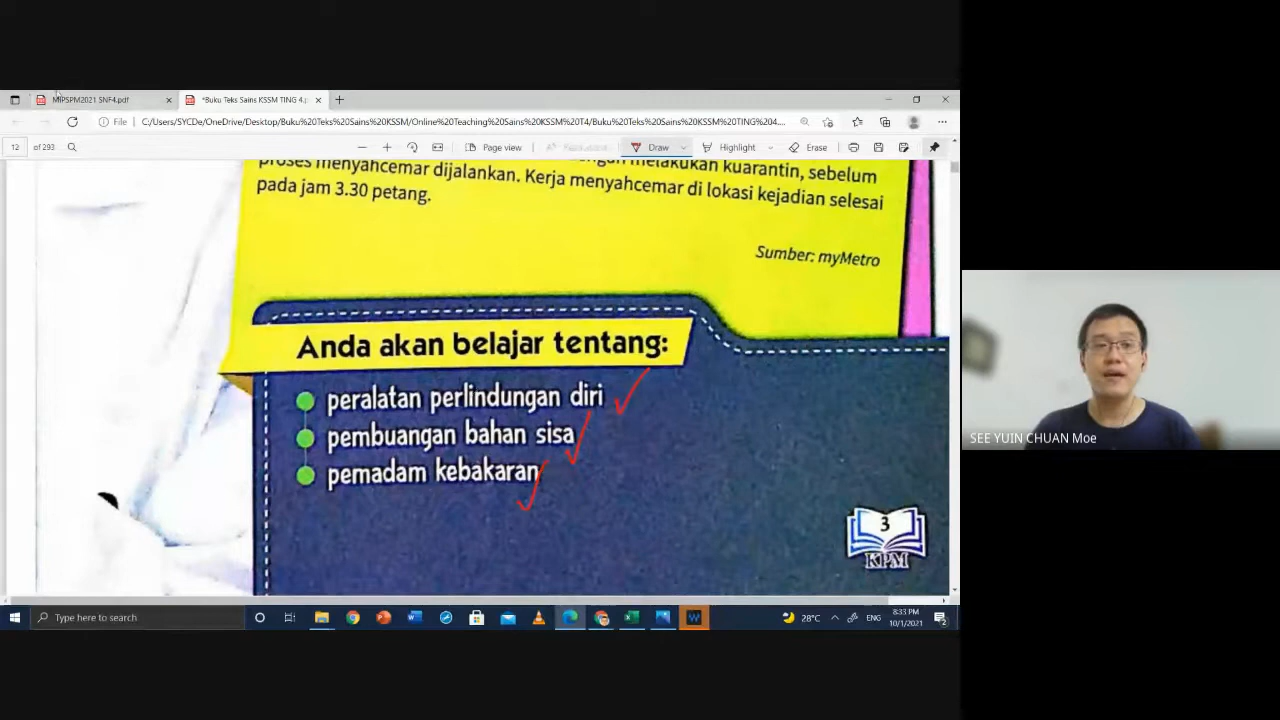 MIPSPM2021 SNF4.pdf
*Buku Teks Sains KSSM TING 4.p
File
C:/Users/SYCDe/OneDrive/Desktop/Buku%20Teks%20Sains%20KSSM/Online%20Teaching%20Sains%20KSSM%20T4/Buku%20Teks%20Sains%20KSSM%20TING%204....
12 of 293
Page view
Draw
Highlight
Erase
proses menyahcemar dijalankan. melakukan kuarantin, sebelum
Kerja menyahcemar di lokasi kejadian selesai
pada jam 3.30 petang.
Sumber: myMetro
Anda akan belajar tentang:
peralatan perlindungan diri
pembuangan bahan sisa
pemadam kebakaran
3
KPM
SEE YUIN CHUAN Moe
Type here to search
28°C
ENG
8:33 PM
10/1/2021
2